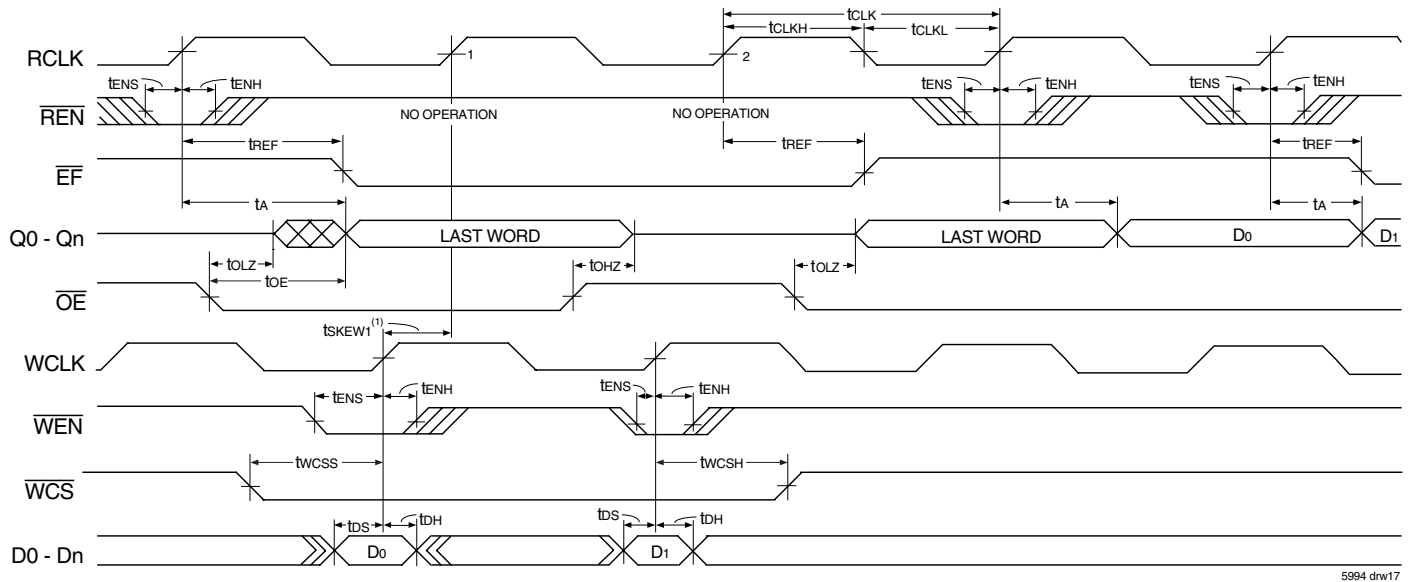 tCLK
tCLKH tCLKL
RCLK 1 2
tENS tENH tENS tENH tENS tENH
REN NO OPERATION NO OPERATION
tREF tREF tREF
EF
tA tA tA
Q0 - Qn LAST WORD LAST WORD D0 D1
tOLZ tOHZ tOLZ
tOE
OE
tSKEW1(1)
WCLK
tENS tENH tENS tENH
WEN
tWCSS tWCSH
WCS
tDS tDH tDS tDH
D0 - Dn D0 D1
5994 drw17